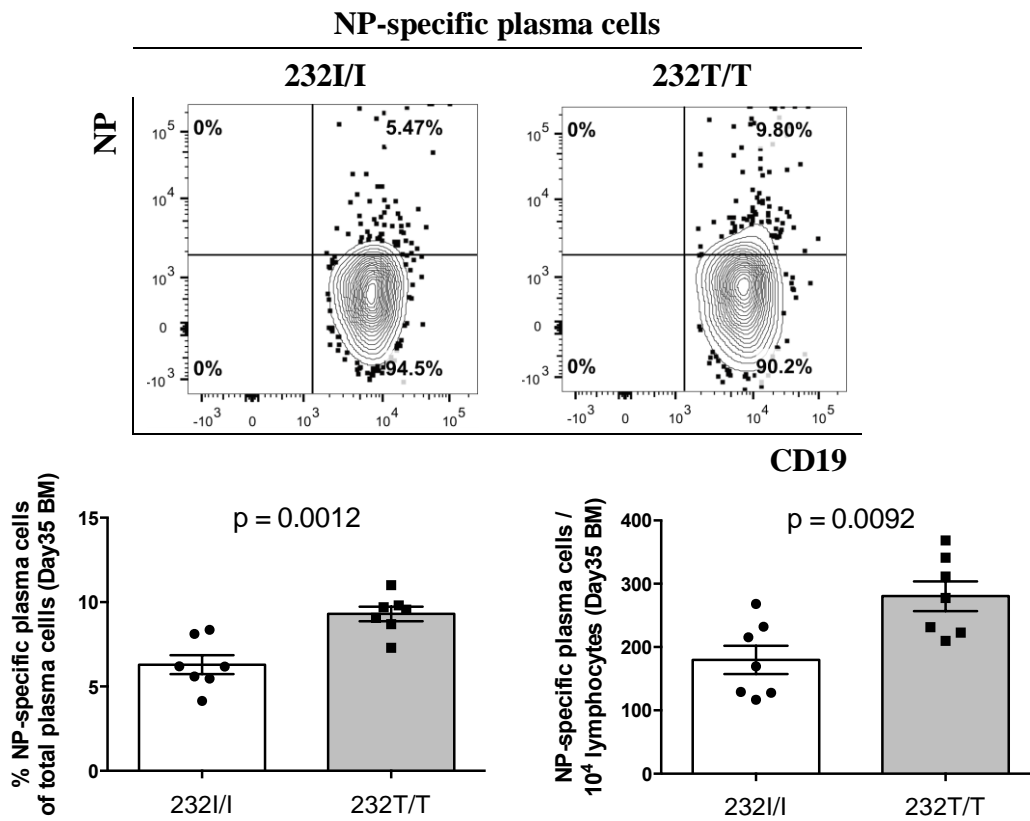 NP-specific plasma cells
232I/I
232T/T
NP
10^5
10^4
10^3
0
-10^3
0%
5.47%
0%
94.5%
-10^3
0
10^3
10^4
10^5
10^5
10^4
10^3
0
-10^3
0%
9.80%
0%
90.2%
-10^3
0
10^3
10^4
10^5
CD19
% NP-specific plasma cells
of total plasma cellls (Day35 BM)
15
10
5
0
p = 0.0012
232I/I
232T/T
NP-specific plasma cells /
10^4 lymphocytes (Day35 BM)
400
300
200
100
0
p = 0.0092
232I/I
232T/T